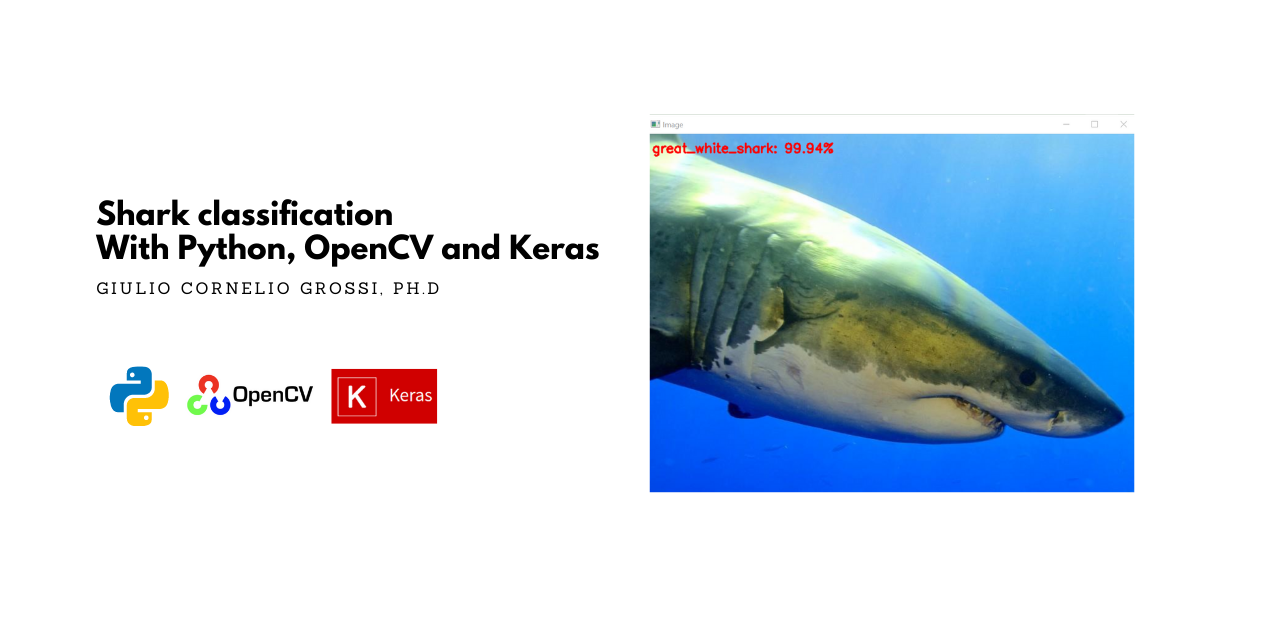 Shark classification
With Python, OpenCV and Keras
GIULIO CORNELIO GROSSI, PH.D
OpenCV
K Keras
Image
great_white_shark: 99.94%